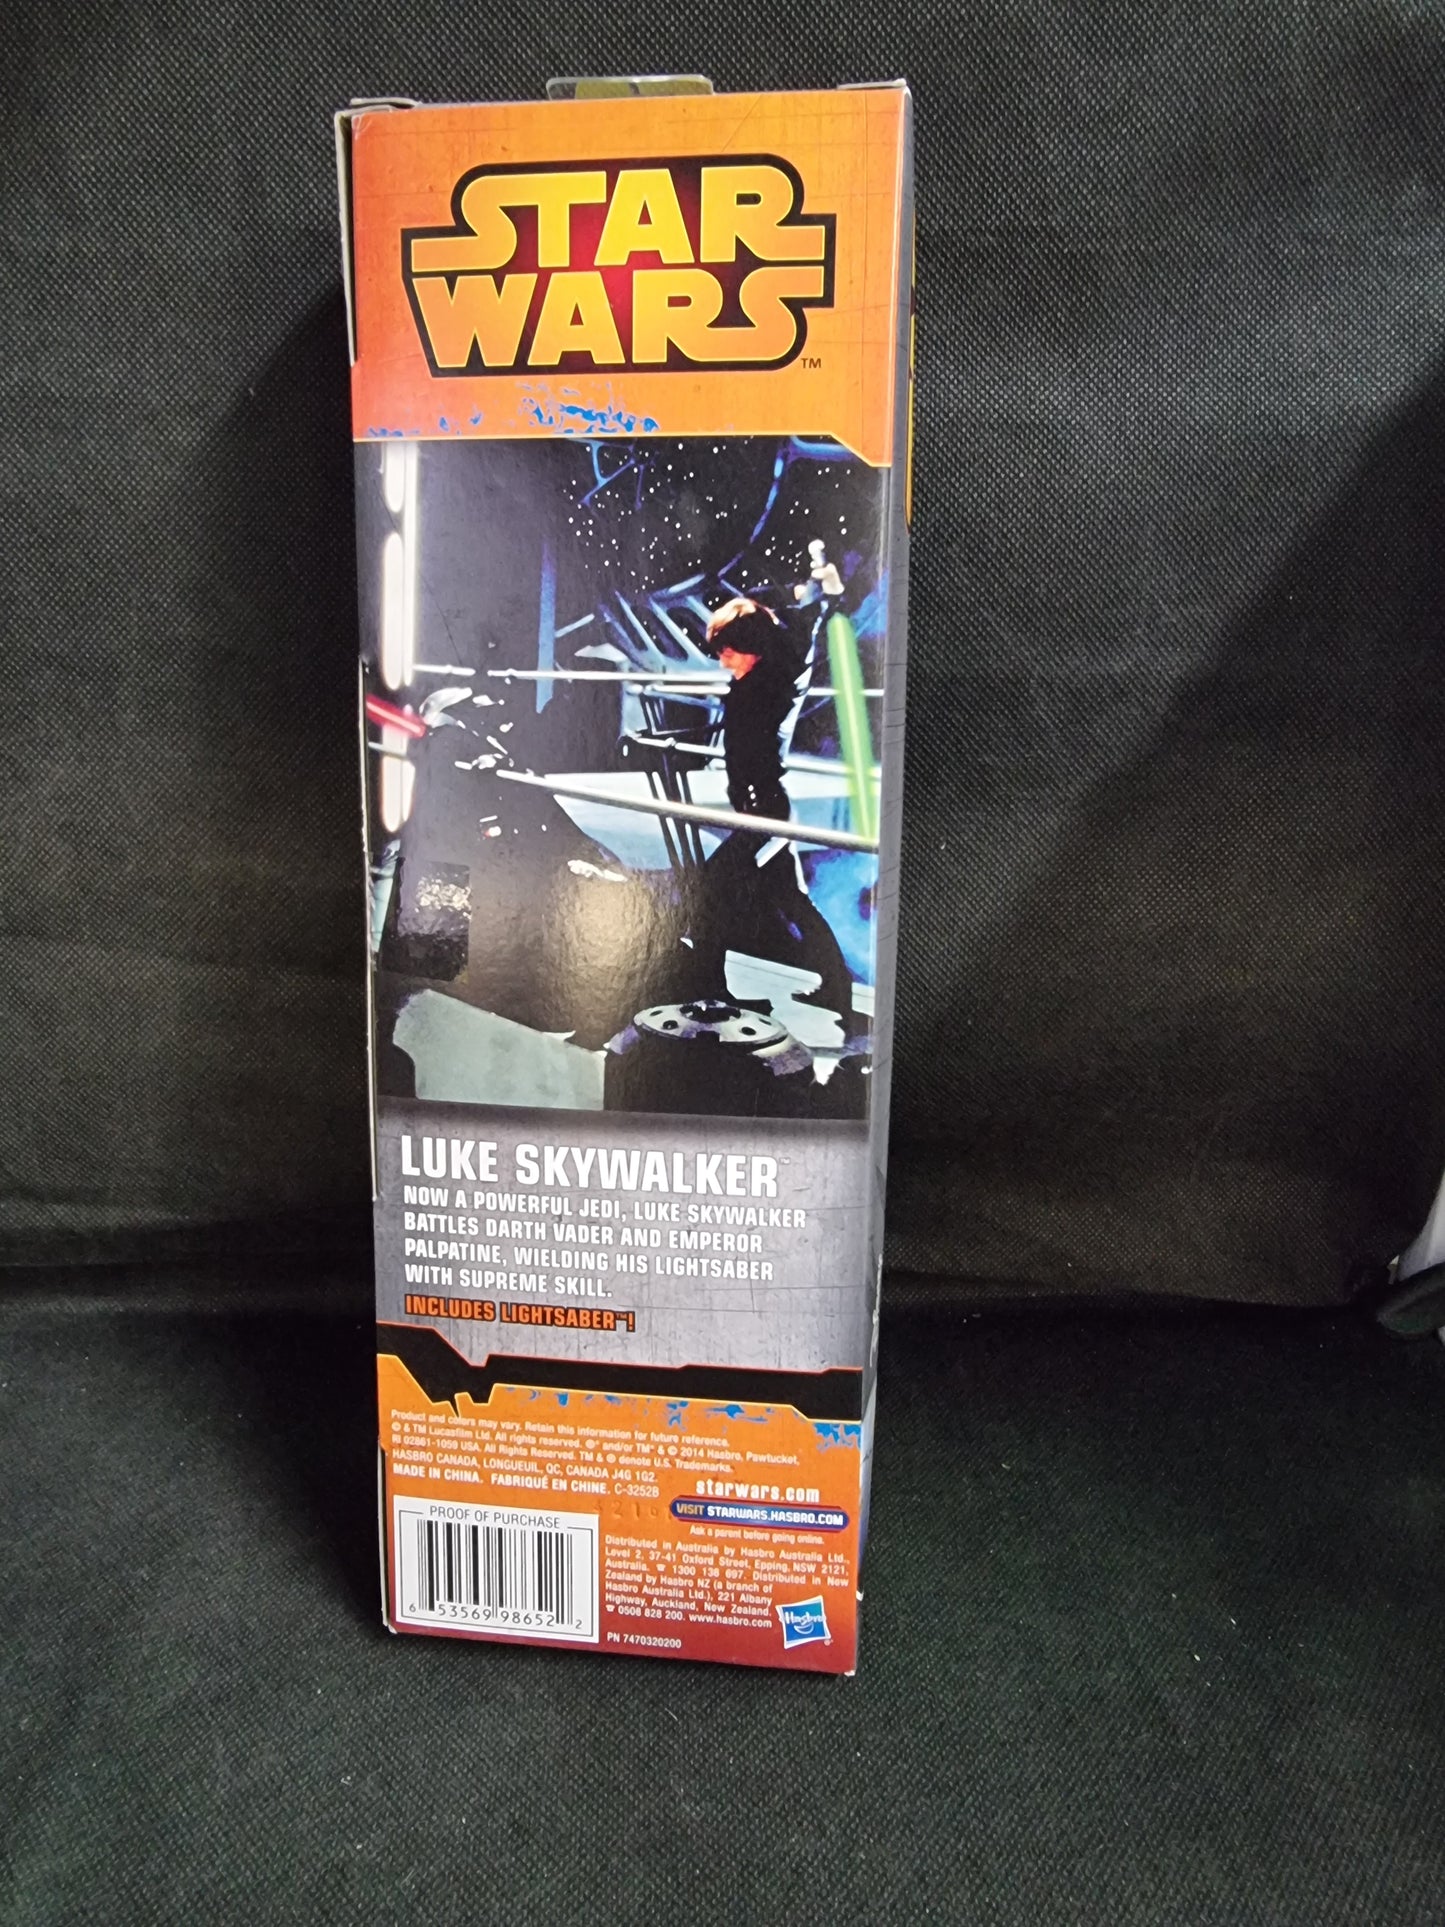 STAR
WARS
TM
LUKE SKYWALKER™
NOW A POWERFUL JEDI, LUKE SKYWALKER
BATTLES DARTH VADER AND EMPEROR
PALPATINE, WIELDING HIS LIGHTSABER
WITH SUPREME SKILL.
INCLUDES LIGHTSABER™!
Product and colors may vary. Retain this information for future reference.
© & TM Lucasfilm Ltd. All rights reserved. ®* and/or TM* & © 2014 Hasbro, Pawtucket,
RI 02861-1059 USA. All Rights Reserved. TM & ® denote U.S. Trademarks.
HASBRO CANADA, LONGUEUIL, QC, CANADA J4G 1G2.
MADE IN CHINA. FABRIQUÉ EN CHINE. C-3252B
starwars.com
VISIT STARWARS.HASBRO.COM
Ask a parent before going online.
PROOF OF PURCHASE
6 53569 98652 2
Distributed in Australia by Hasbro Australia Ltd.,
Level 2, 37-41 Oxford Street, Epping, NSW 2121,
Australia. ☎ 1300 138 697. Distributed in New
Zealand by Hasbro NZ (a branch of
Hasbro Australia Ltd.), 221 Albany
Highway, Auckland, New Zealand.
☎ 0508 828 200. www.hasbro.com
PN 7470320200
Hasbro